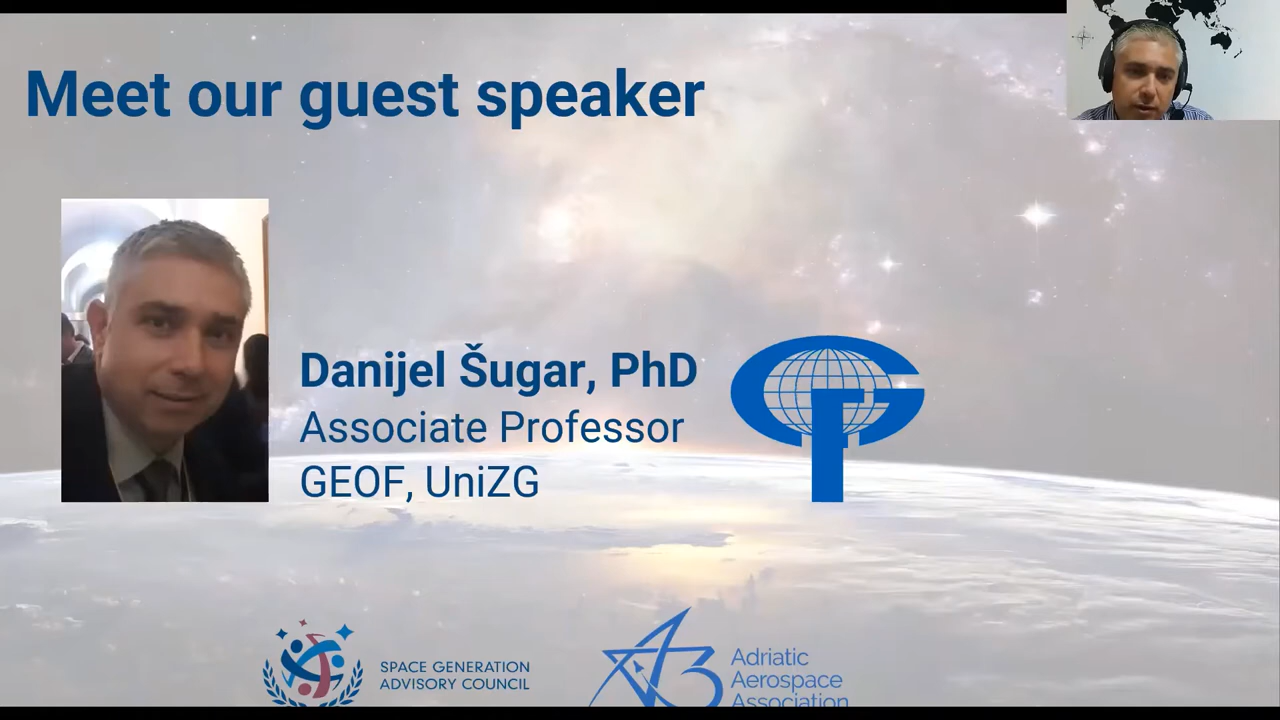 Meet our guest speaker
Danijel Šugar, PhD
Associate Professor
GEOF, UniZG
SPACE GENERATION
ADVISORY COUNCIL
Adriatic
Aerospace
Association